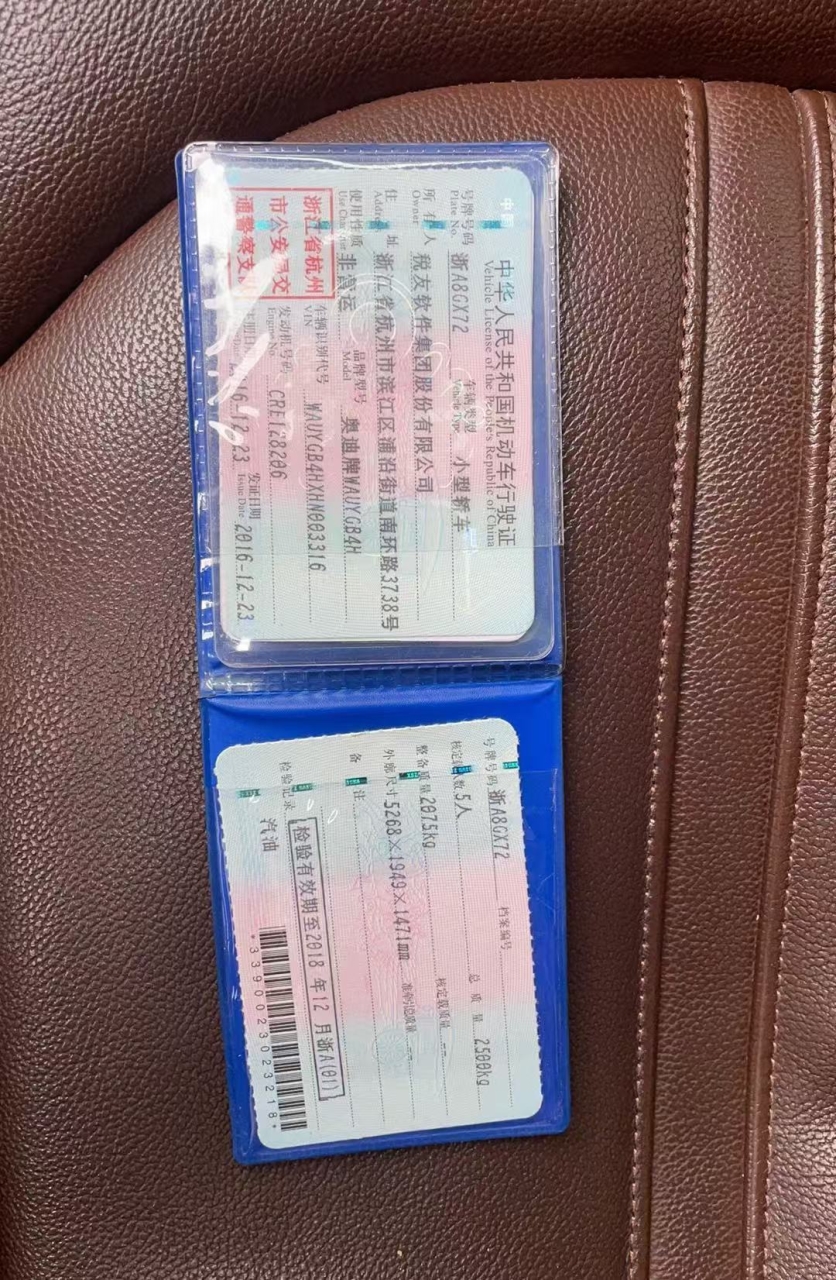 中华人民共和国机动车行驶证
Vehicle License of the People's Republic of China
号牌号码 浙A8GX72 车辆类型 小型轿车
Plate No. Vehicle Type
所有人 税友软件集团股份有限公司
Owner
住址 浙江省杭州市滨江区浦沿街道南环路3738号
Address
使用性质 非营运 品牌型号 奥迪牌WAUYGB4H
Model
浙江省杭州
市公安局交
通警察支队
车辆识别代号 WAUYGB4HXHN003316
VIN
发动机号码 CRE128206
Engine No.
2016-12-23 发证日期 2016-12-23
Issue Date
号牌号码 浙A8GX72 档案编号
核定载人数 5人 总质量 2500kg
整备质量 2075kg 核定载质量 --
外廓尺寸 5268×1949×1471mm 准牵引总质量 --
备注
检验记录 检验有效期至2018年12月浙A(01)
汽油
*3390023023218*